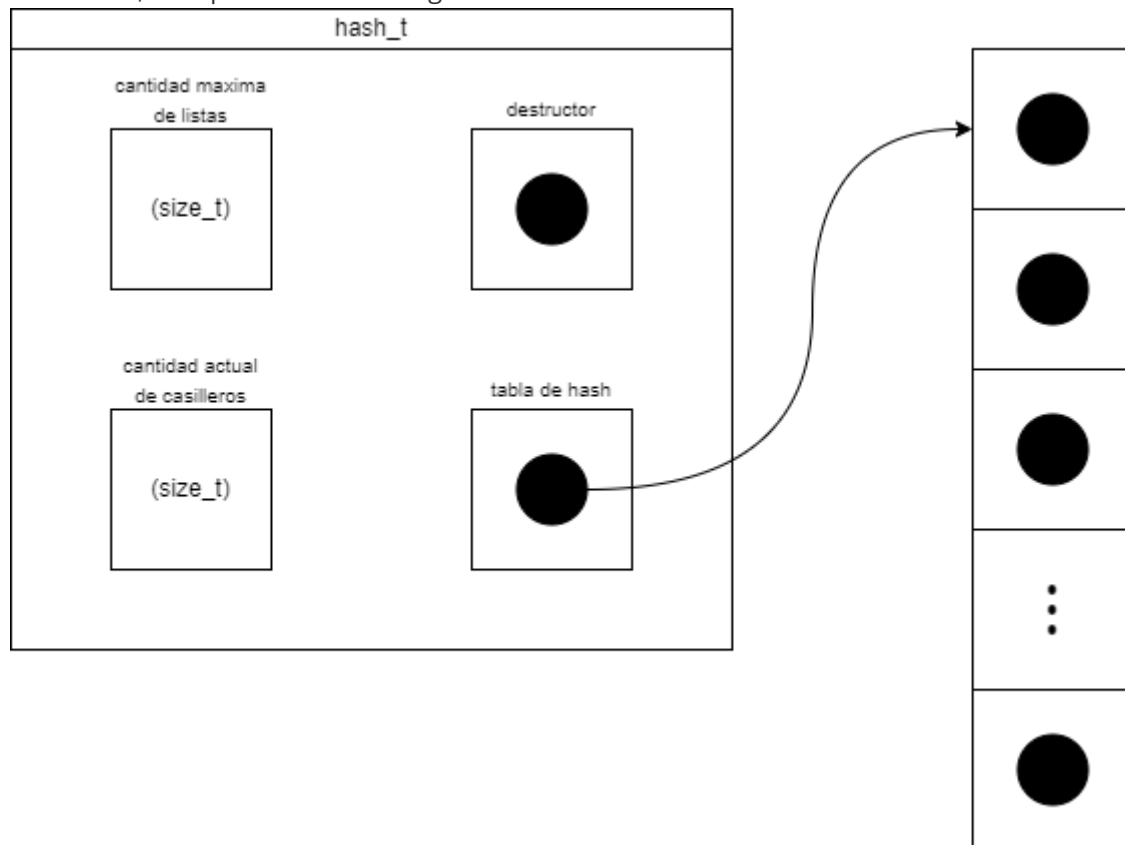 hash_t
cantidad maxima
de listas
destructor
(size_t)
cantidad actual
de casilleros
tabla de hash
(size_t)